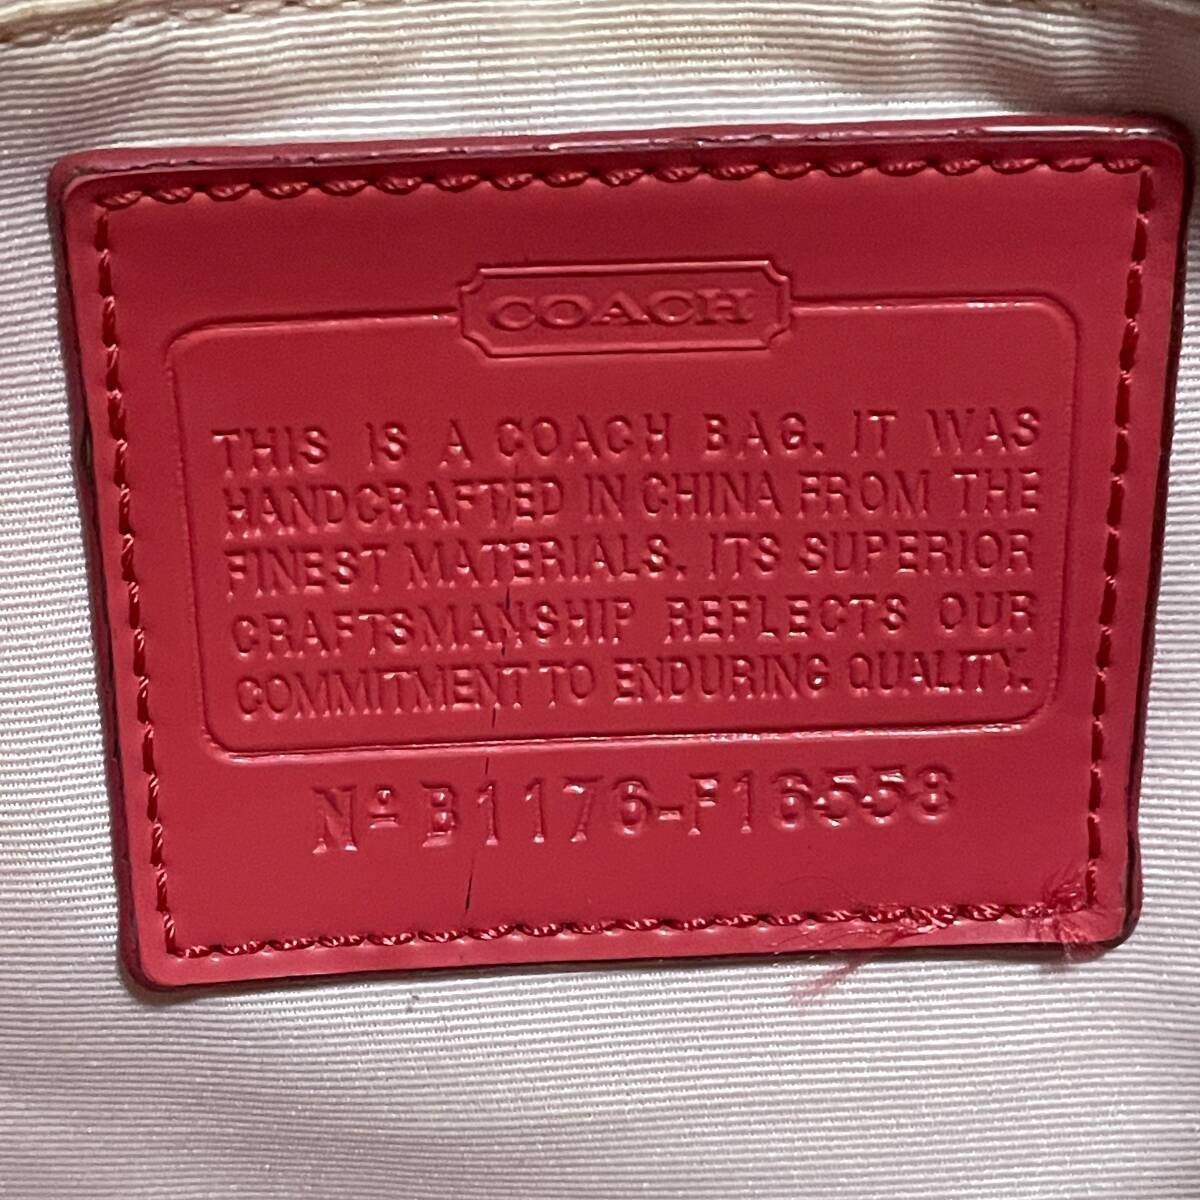 COACH
THIS IS A COACH BAG. IT WAS
HANDCRAFTED IN CHINA FROM THE
FINEST MATERIALS. ITS SUPERIOR
CRAFTSMANSHIP REFLECTS OUR
COMMITMENT TO ENDURING QUALITY.
Nº B1176-F16558